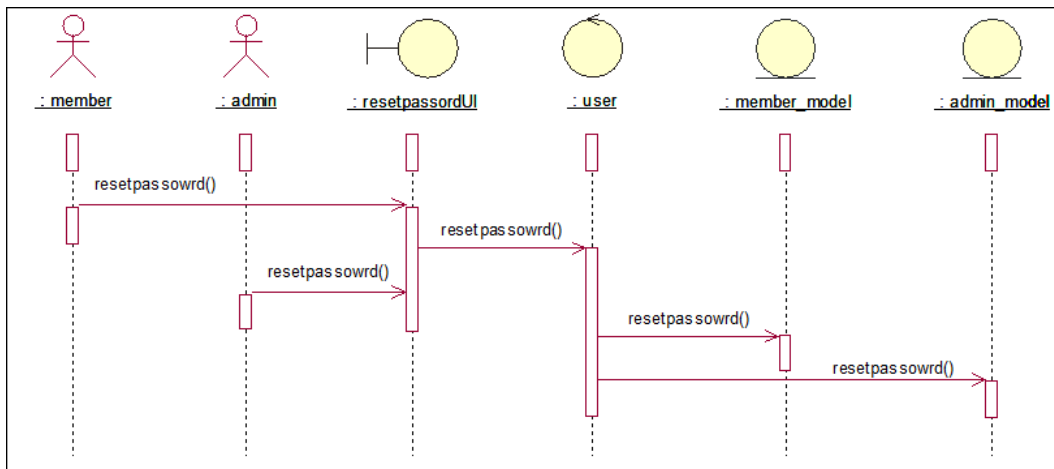 : member
: admin
: resetpassordUI
: user
: member_model
: admin_model
resetpassowrd()
resetpassowrd()
resetpassowrd()
resetpassowrd()
resetpassowrd()